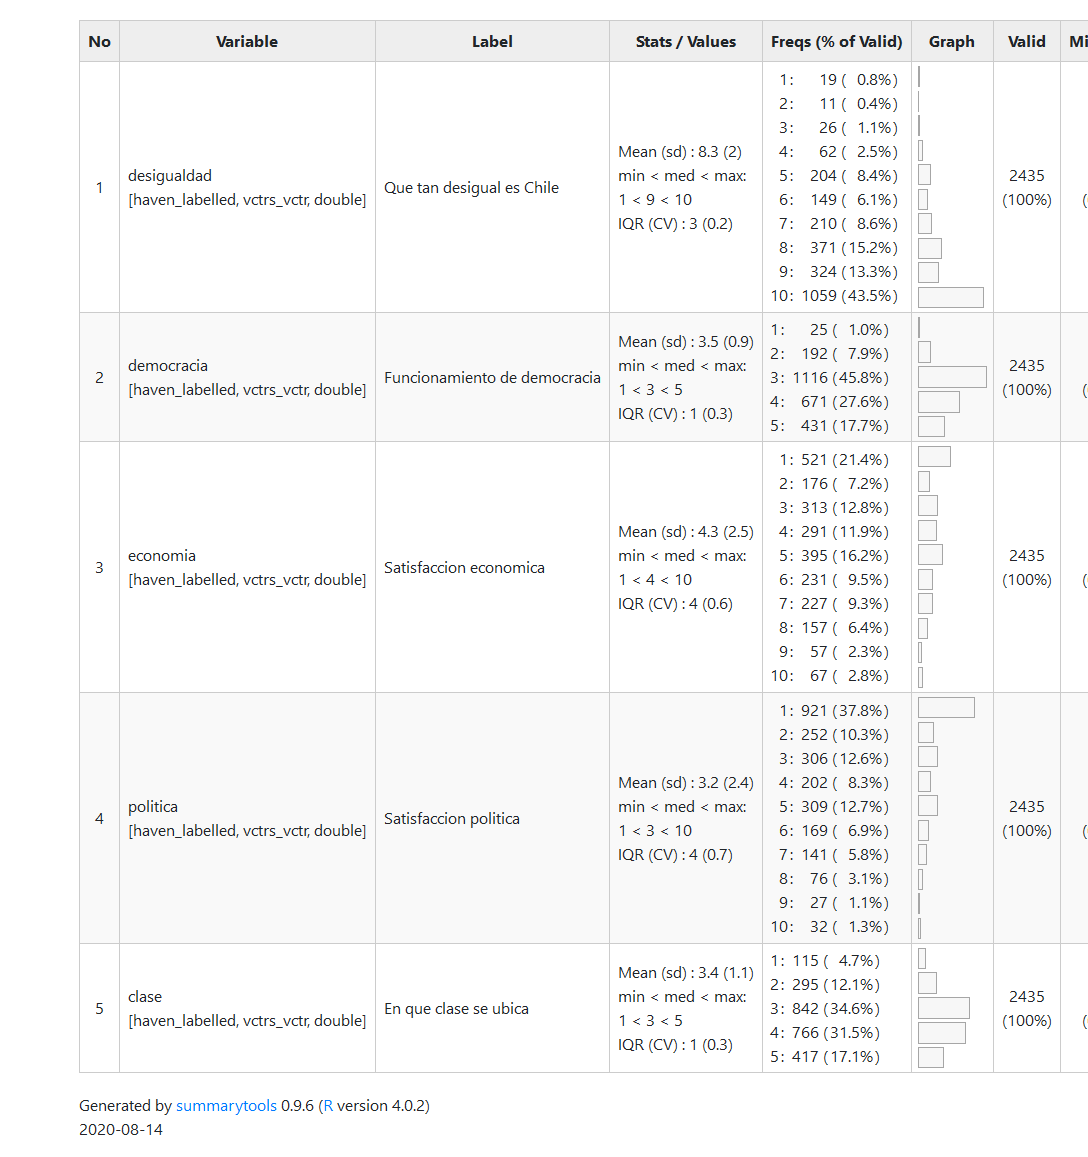 No Variable Label Stats / Values Freqs (% of Valid) Graph Valid Mi
1
desigualdad
[haven_labelled, vctrs_vctr, double]
Que tan desigual es Chile
Mean (sd) : 8.3 (2)
min < med < max:
1 < 9 < 10
IQR (CV) : 3 (0.2)
1: 19 ( 0.8%)
2: 11 ( 0.4%)
3: 26 ( 1.1%)
4: 62 ( 2.5%)
5: 204 ( 8.4%)
6: 149 ( 6.1%)
7: 210 ( 8.6%)
8: 371 (15.2%)
9: 324 (13.3%)
10: 1059 (43.5%)
2435
(100%)
(
2
democracia
[haven_labelled, vctrs_vctr, double]
Funcionamiento de democracia
Mean (sd) : 3.5 (0.9)
min < med < max:
1 < 3 < 5
IQR (CV) : 1 (0.3)
1: 25 ( 1.0%)
2: 192 ( 7.9%)
3: 1116 (45.8%)
4: 671 (27.6%)
5: 431 (17.7%)
2435
(100%)
(
3
economia
[haven_labelled, vctrs_vctr, double]
Satisfaccion economica
Mean (sd) : 4.3 (2.5)
min < med < max:
1 < 4 < 10
IQR (CV) : 4 (0.6)
1: 521 (21.4%)
2: 176 ( 7.2%)
3: 313 (12.8%)
4: 291 (11.9%)
5: 395 (16.2%)
6: 231 ( 9.5%)
7: 227 ( 9.3%)
8: 157 ( 6.4%)
9: 57 ( 2.3%)
10: 67 ( 2.8%)
2435
(100%)
(
4
politica
[haven_labelled, vctrs_vctr, double]
Satisfaccion politica
Mean (sd) : 3.2 (2.4)
min < med < max:
1 < 3 < 10
IQR (CV) : 4 (0.7)
1: 921 (37.8%)
2: 252 (10.3%)
3: 306 (12.6%)
4: 202 ( 8.3%)
5: 309 (12.7%)
6: 169 ( 6.9%)
7: 141 ( 5.8%)
8: 76 ( 3.1%)
9: 27 ( 1.1%)
10: 32 ( 1.3%)
2435
(100%)
(
5
clase
[haven_labelled, vctrs_vctr, double]
En que clase se ubica
Mean (sd) : 3.4 (1.1)
min < med < max:
1 < 3 < 5
IQR (CV) : 1 (0.3)
1: 115 ( 4.7%)
2: 295 (12.1%)
3: 842 (34.6%)
4: 766 (31.5%)
5: 417 (17.1%)
2435
(100%)
(
Generated by summarytools 0.9.6 (R version 4.0.2)
2020-08-14